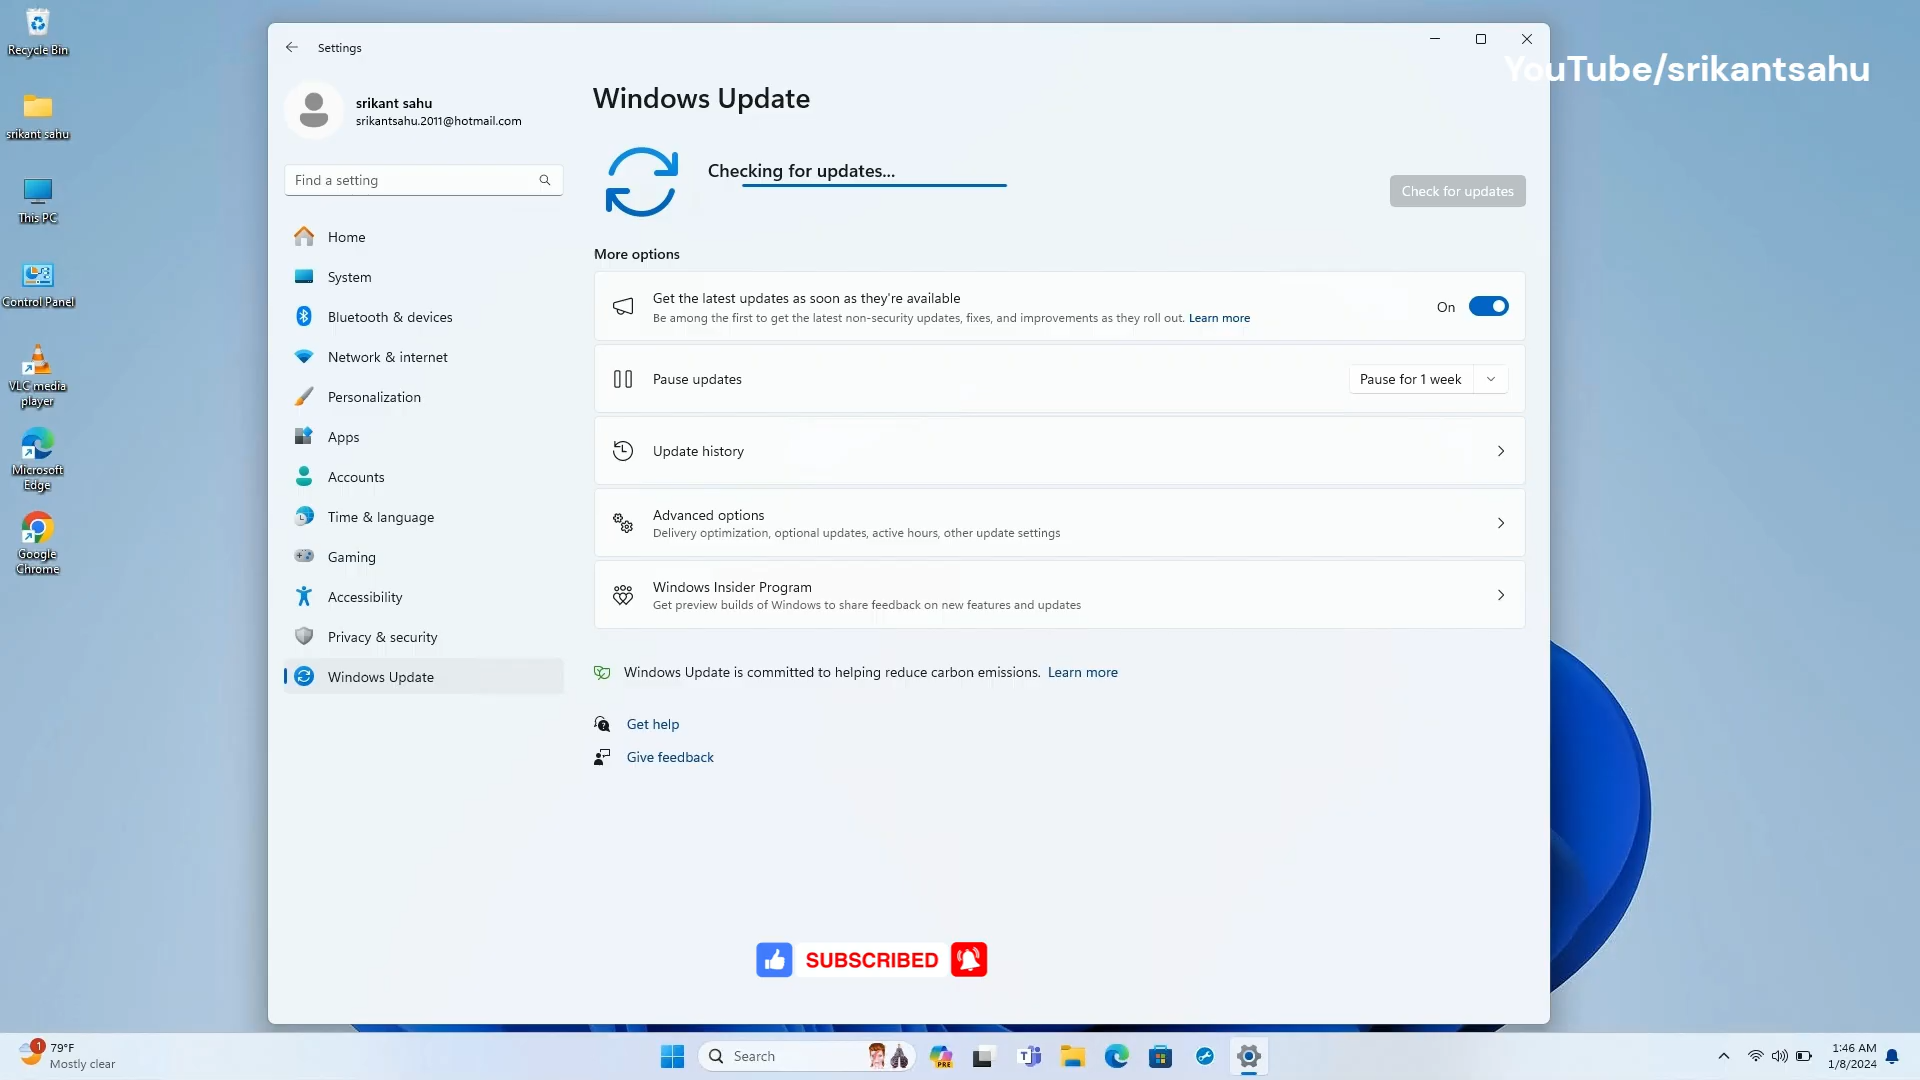 Recycle Bin
srikant sahu
This PC
Control Panel
VLC media
player
Microsoft
Edge
Google
Chrome
Settings
YouTube/srikantsahu
srikant sahu
srikantsahu.2011@hotmail.com
Find a setting
Home
System
Bluetooth & devices
Network & internet
Personalization
Apps
Accounts
Time & language
Gaming
Accessibility
Privacy & security
Windows Update
Windows Update
Checking for updates...
Check for updates
More options
Get the latest updates as soon as they're available
Be among the first to get the latest non-security updates, fixes, and improvements as they roll out. Learn more
On
Pause updates
Pause for 1 week
Update history
Advanced options
Delivery optimization, optional updates, active hours, other update settings
Windows Insider Program
Get preview builds of Windows to share feedback on new features and updates
Windows Update is committed to helping reduce carbon emissions. Learn more
Get help
Give feedback
SUBSCRIBED
1
79°F
Mostly clear
Search
PRE
1:46 AM
1/8/2024